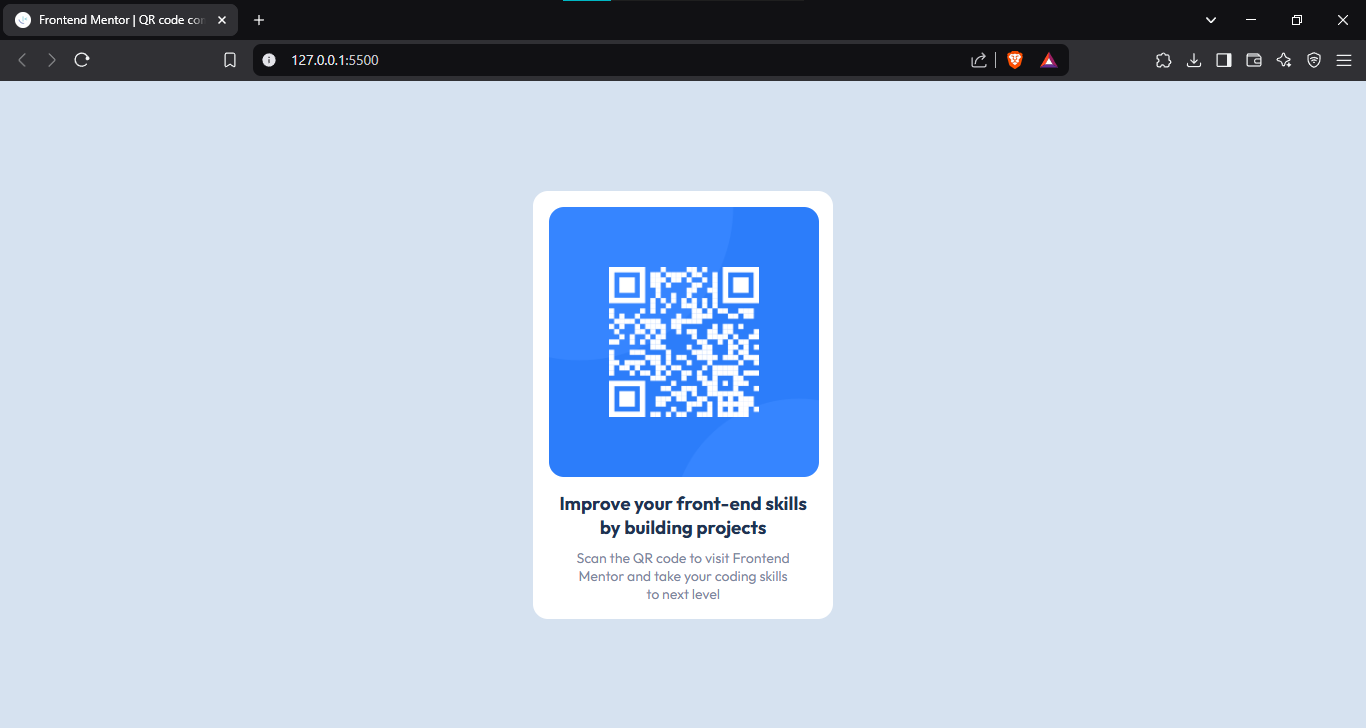 Frontend Mentor | QR code cor
127.0.0.1:5500
Improve your front-end skills
by building projects
Scan the QR code to visit Frontend
Mentor and take your coding skills
to next level